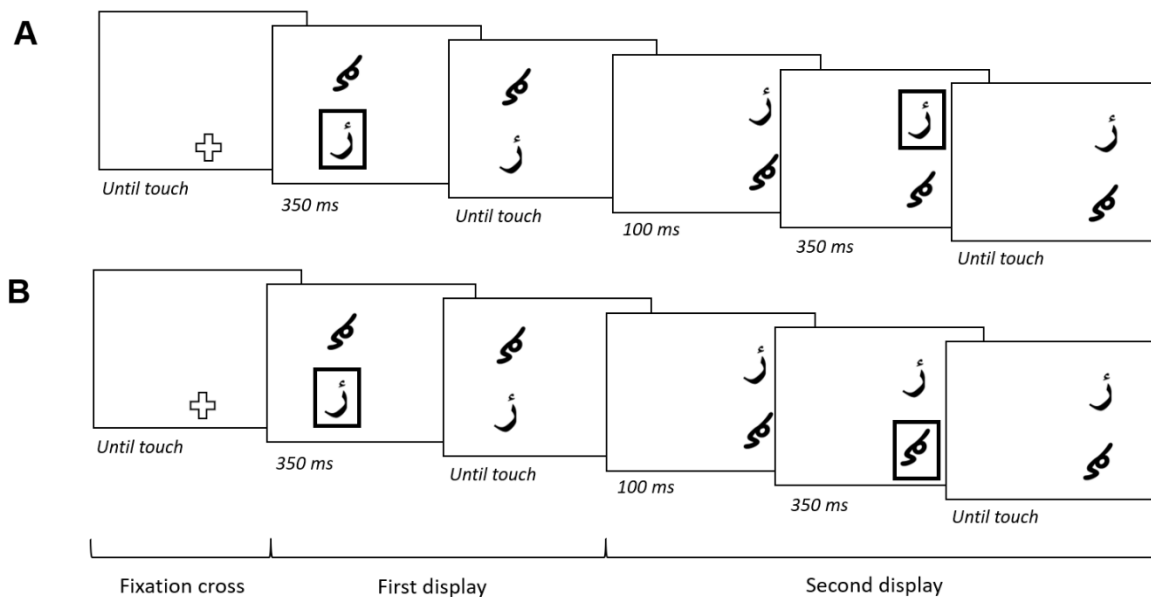 A
Until touch
350 ms
Until touch
100 ms
350 ms
Until touch
B
Until touch
350 ms
Until touch
100 ms
350 ms
Until touch
Fixation cross
First display
Second display